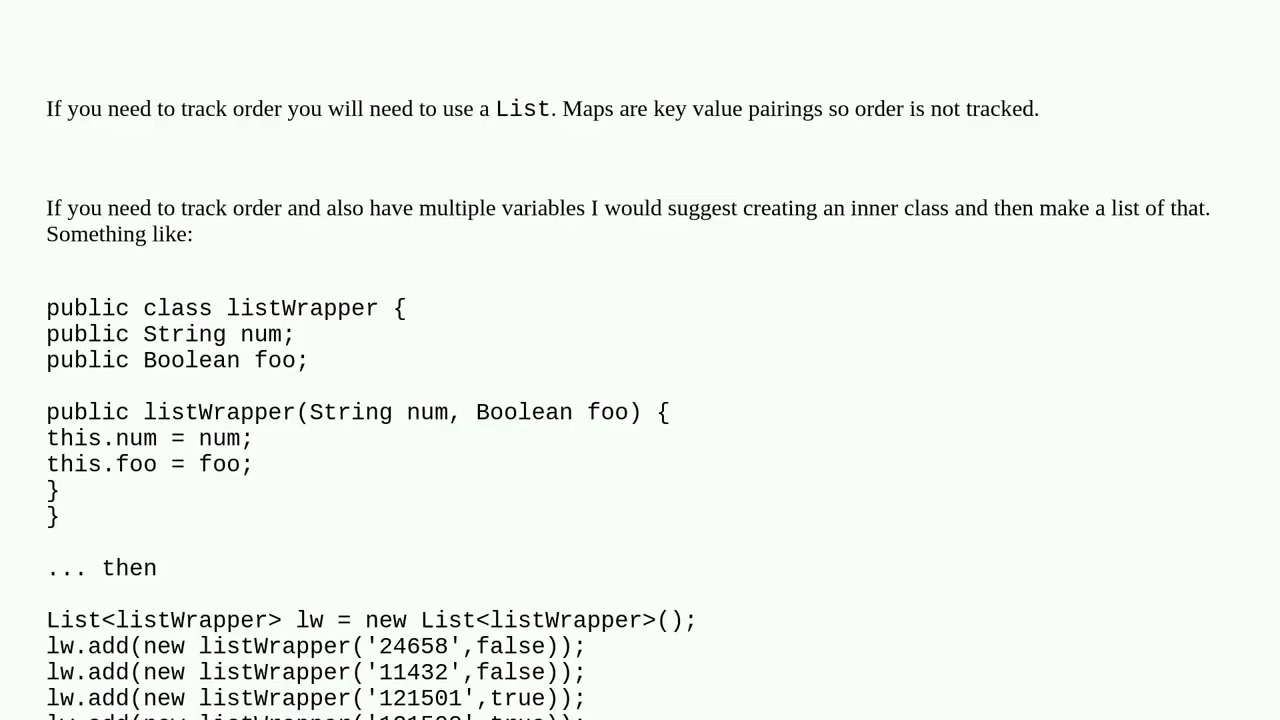 If you need to track order you will need to use a List. Maps are key value pairings so order is not tracked.
If you need to track order and also have multiple variables I would suggest creating an inner class and then make a list of that.
Something like:
public class listWrapper {
public String num;
public Boolean foo;
public listWrapper(String num, Boolean foo) {
this.num = num;
this.foo = foo;
}
}
... then
List<listWrapper> lw = new List<listWrapper>();
lw.add(new listWrapper('24658',false));
lw.add(new listWrapper('11432',false));
lw.add(new listWrapper('121501',true));